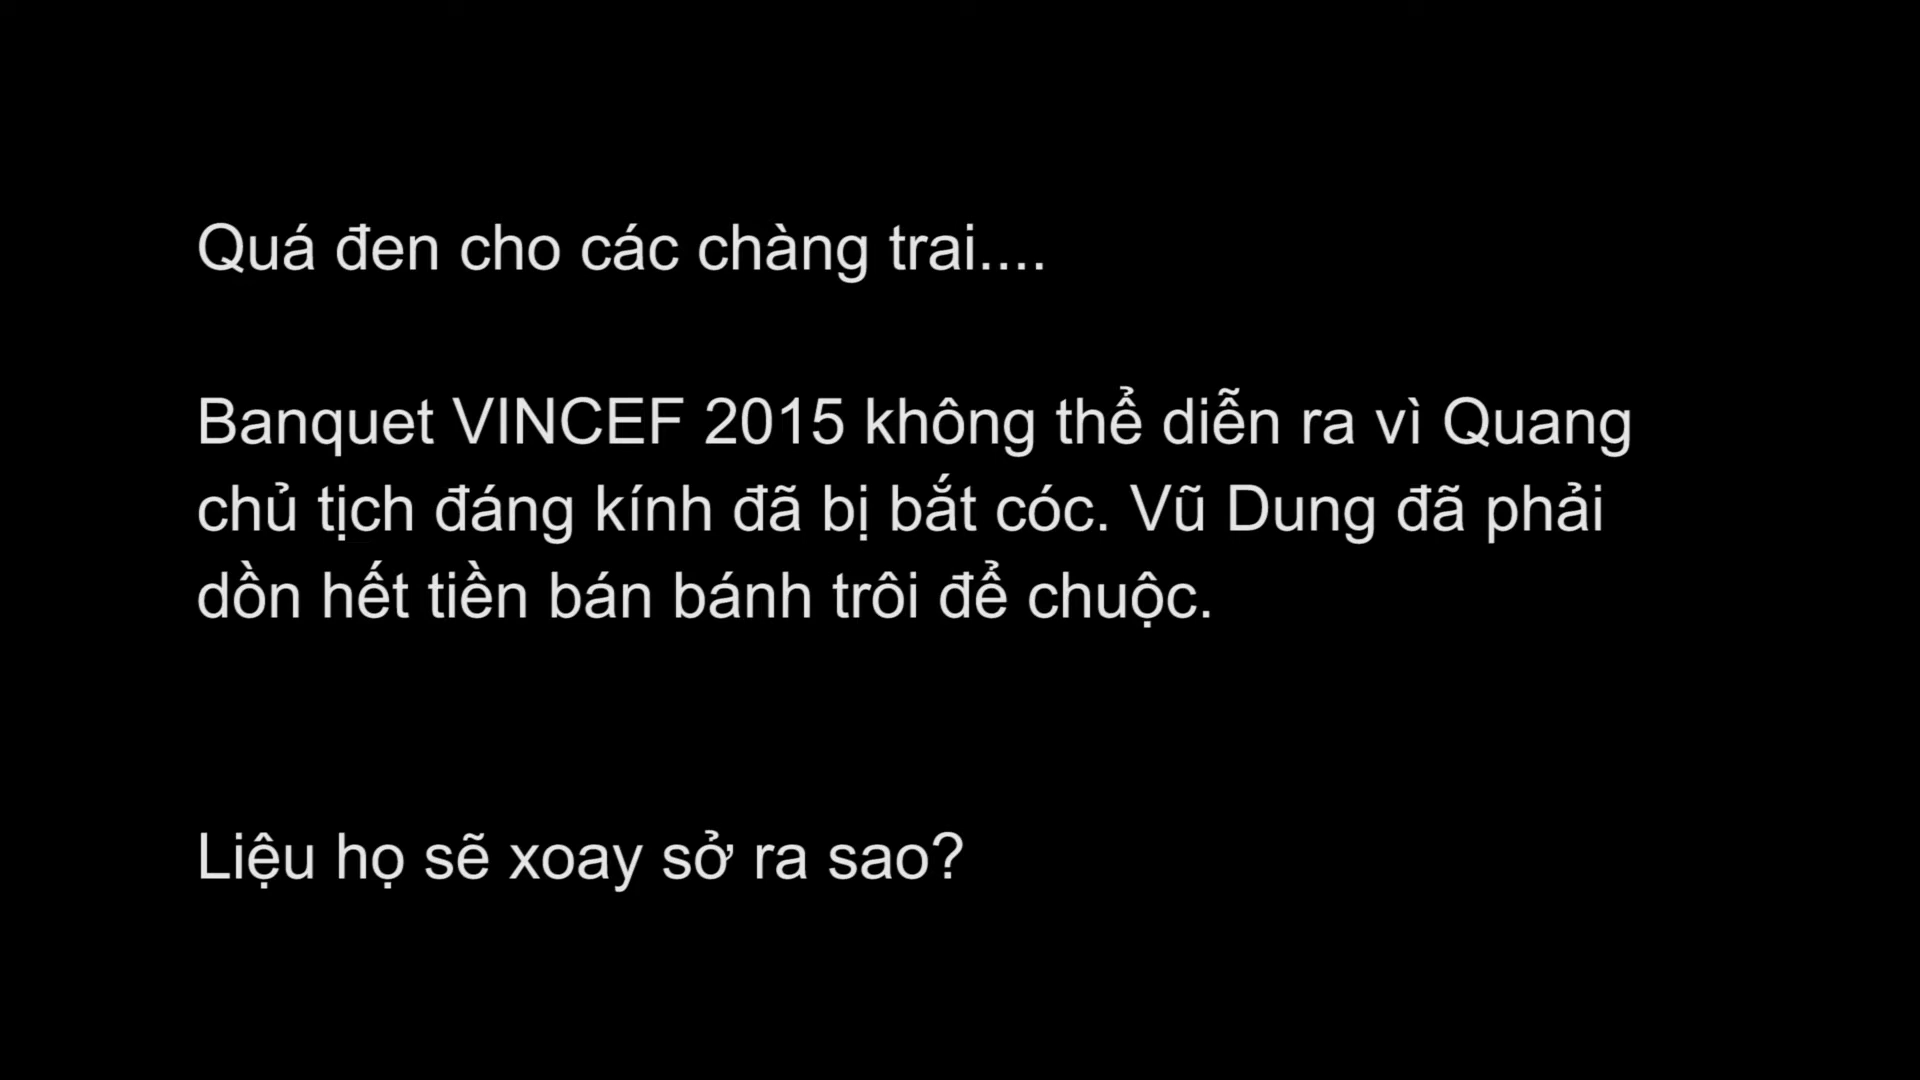 Quá đen cho các chàng trai....
Banquet VINCEF 2015 không thể diễn ra vì Quang
chủ tịch đáng kính đã bị bắt cóc. Vũ Dung đã phải
dồn hết tiền bán bánh trôi để chuộc.
Liệu họ sẽ xoay sở ra sao?